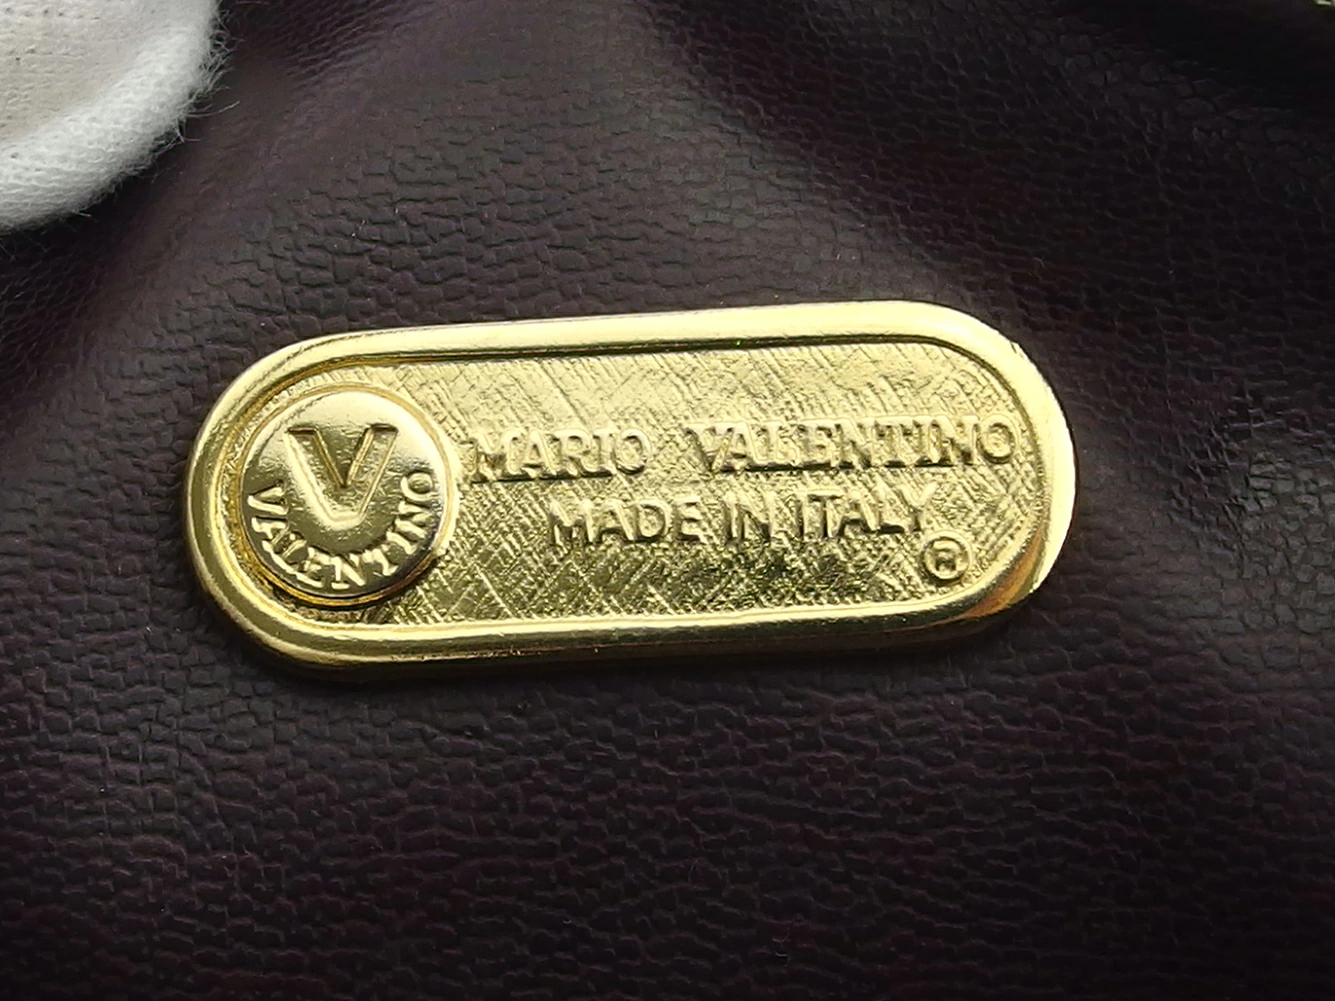 V
VALENTINO
MARIO VALENTINO
MADE IN ITALY
®